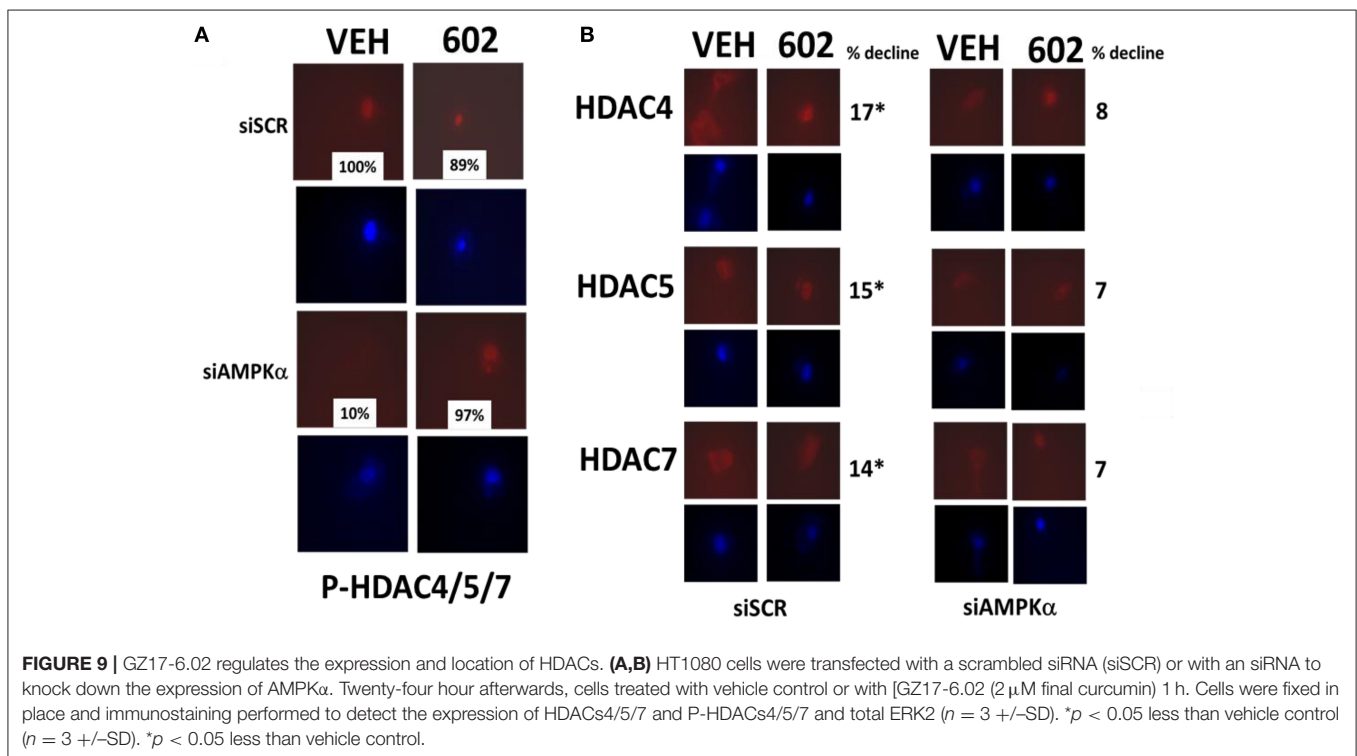 A
VEH 602
siSCR
100% 89%
siAMPKα
10% 97%
P-HDAC4/5/7
B
VEH 602 % decline VEH 602 % decline
HDAC4 17* 8
HDAC5 15* 7
HDAC7 14* 7
siSCR siAMPKα
FIGURE 9 | GZ17-6.02 regulates the expression and location of HDACs. (A,B) HT1080 cells were transfected with a scrambled siRNA (siSCR) or with an siRNA to
knock down the expression of AMPKα. Twenty-four hour afterwards, cells treated with vehicle control or with [GZ17-6.02 (2 μM final curcumin) 1 h. Cells were fixed in
place and immunostaining performed to detect the expression of HDACs4/5/7 and P-HDACs4/5/7 and total ERK2 (n = 3 +/–SD). *p < 0.05 less than vehicle control
(n = 3 +/–SD). *p < 0.05 less than vehicle control.